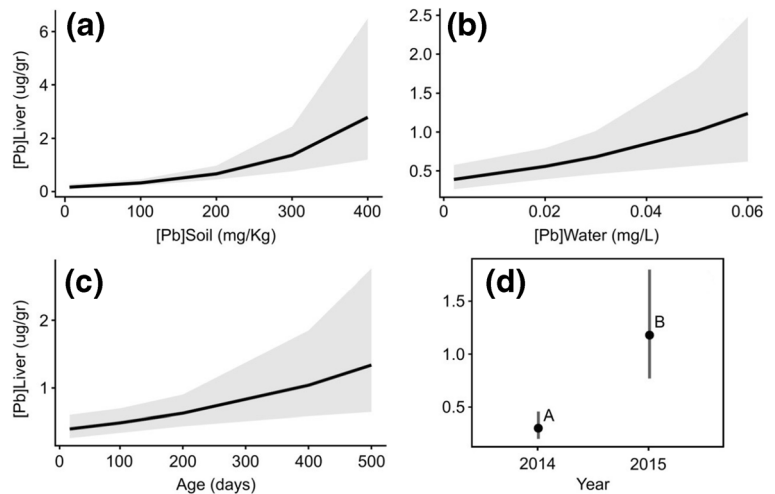 (a)
[Pb]Liver (ug/gr)
6
4
2
0
0 100 200 300 400
[Pb]Soil (mg/Kg)
(b)
2.5
2.0
1.5
1.0
0.5
0 0.02 0.04 0.06
[Pb]Water (mg/L)
(c)
[Pb]Liver (ug/gr)
2
1
0 100 200 300 400 500
Age (days)
(d)
1.5
1.0
0.5
B
A
2014 2015
Year